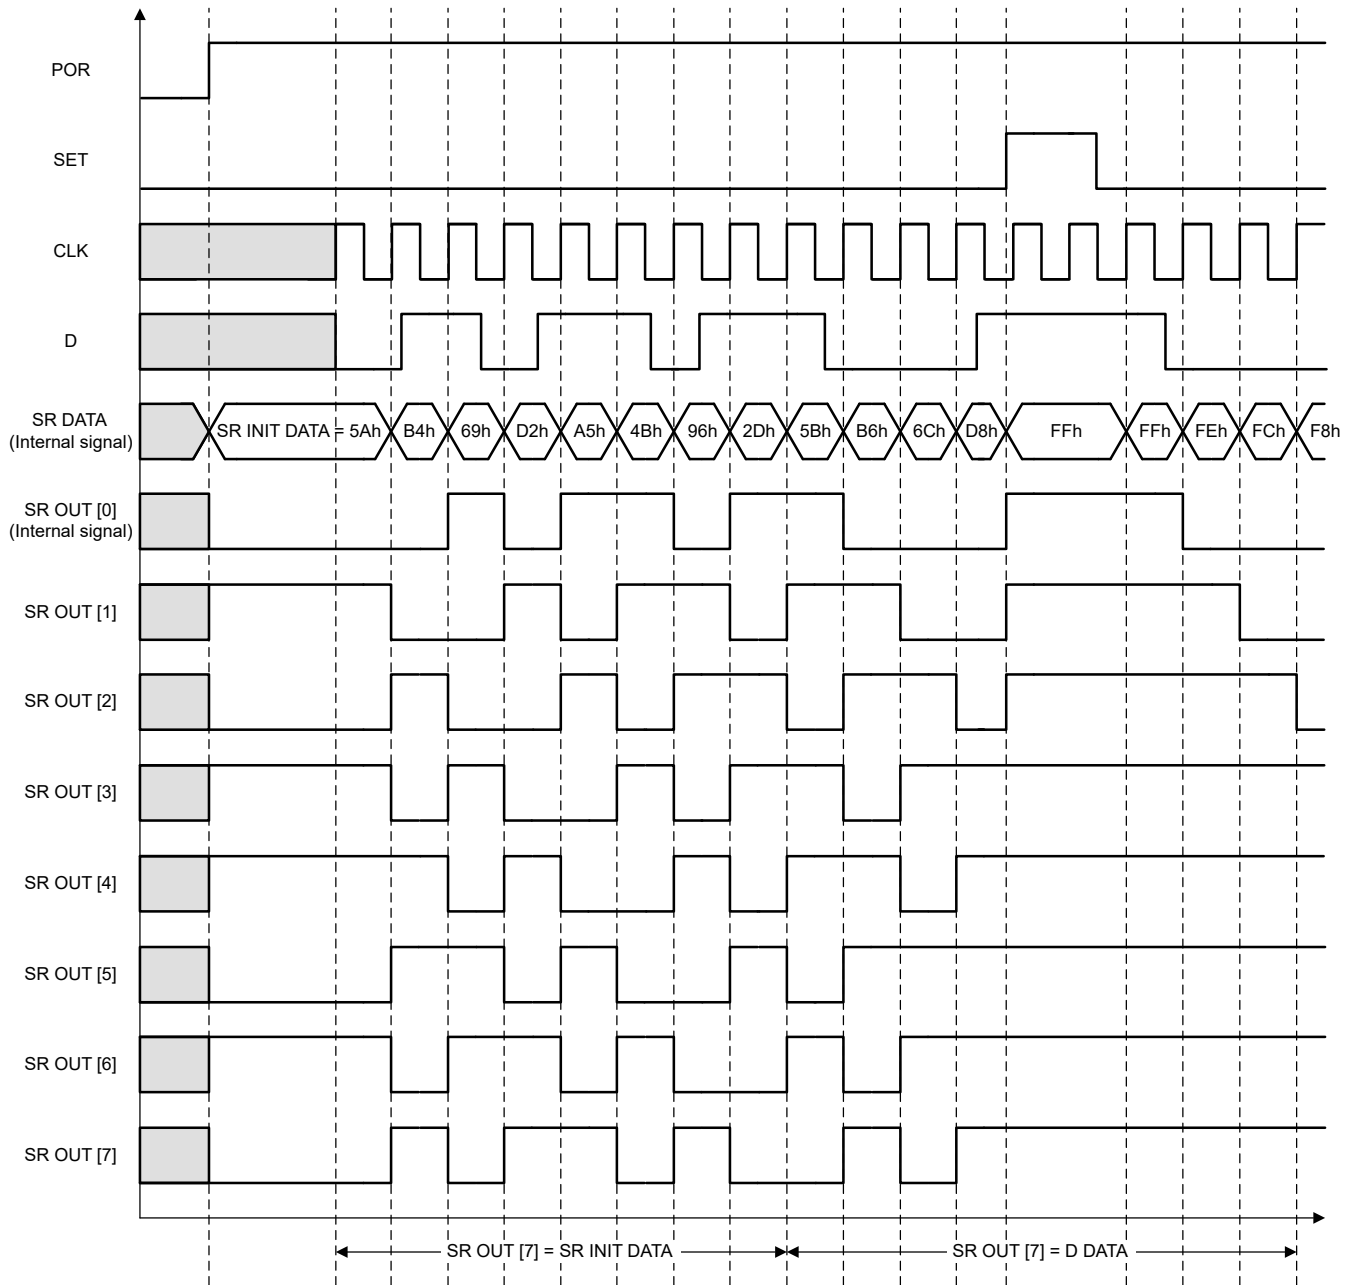 POR
SET
CLK
D
SR DATA
(Internal signal)
SR INIT DATA = 5Ah B4h 69h D2h A5h 4Bh 96h 2Dh 5Bh B6h 6Ch D8h FFh FFh FEh FCh F8h
SR OUT [0]
(Internal signal)
SR OUT [1]
SR OUT [2]
SR OUT [3]
SR OUT [4]
SR OUT [5]
SR OUT [6]
SR OUT [7]
SR OUT [7] = SR INIT DATA SR OUT [7] = D DATA